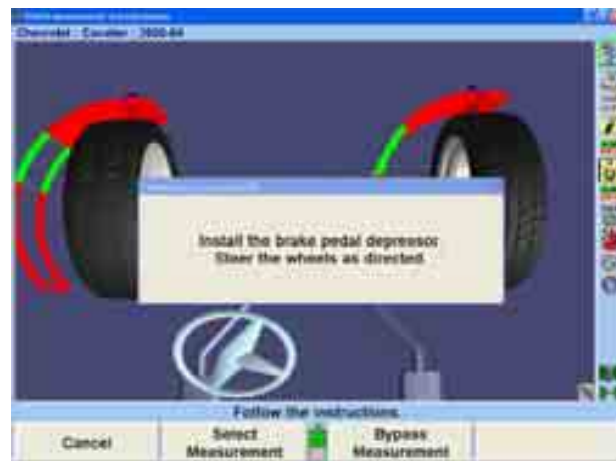 Chevrolet : Cavalier : 2000-04
Install the brake pedal depressor
Steer the wheels as directed
Follow the instructions
Cancel
Select
Measurement
Bypass
Measurement